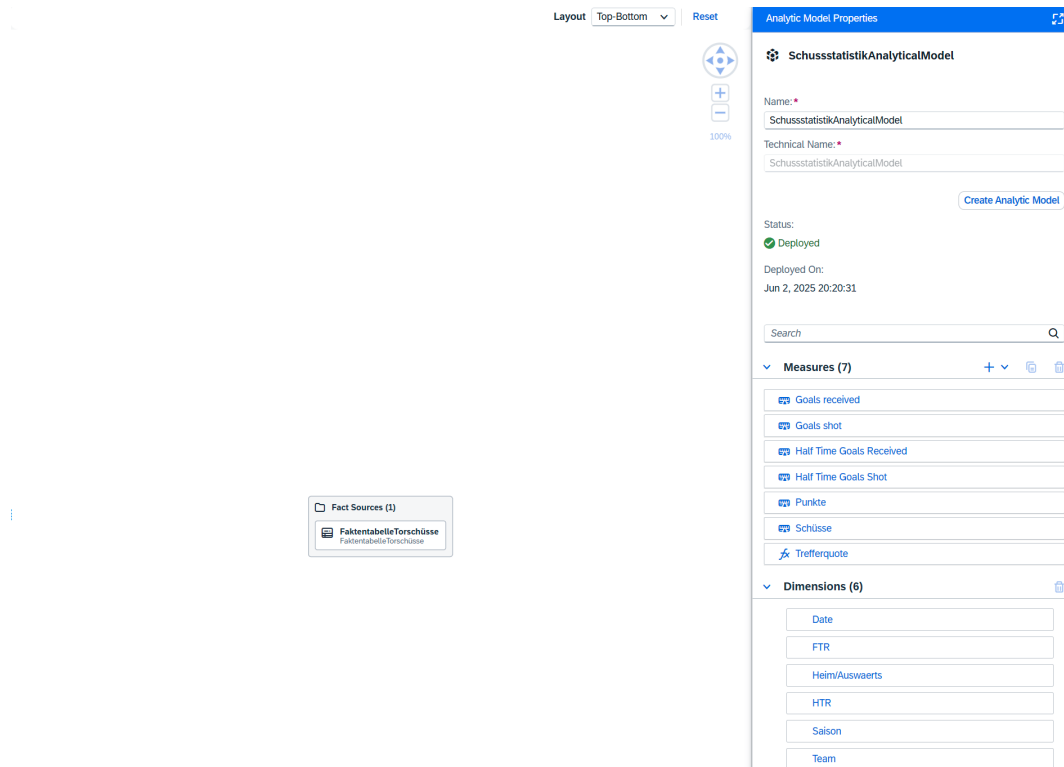 Layout Top-Bottom Reset
100%
Fact Sources (1)
FaktentabelleTorschüsse
FaktentabelleTorschüsse
Analytic Model Properties
SchussstatistikAnalyticalModel
Name:*
SchussstatistikAnalyticalModel
Technical Name:*
SchussstatistikAnalyticalModel
Create Analytic Model
Status:
Deployed
Deployed On:
Jun 2, 2025 20:20:31
Search
Measures (7)
Goals received
Goals shot
Half Time Goals Received
Half Time Goals Shot
Punkte
Schüsse
fx Trefferquote
Dimensions (6)
Date
FTR
Heim/Auswaerts
HTR
Saison
Team